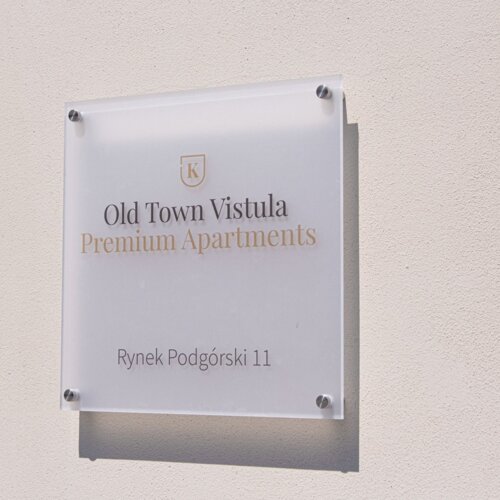 K
Old Town Vistula
Premium Apartments
Rynek Podgórski 11